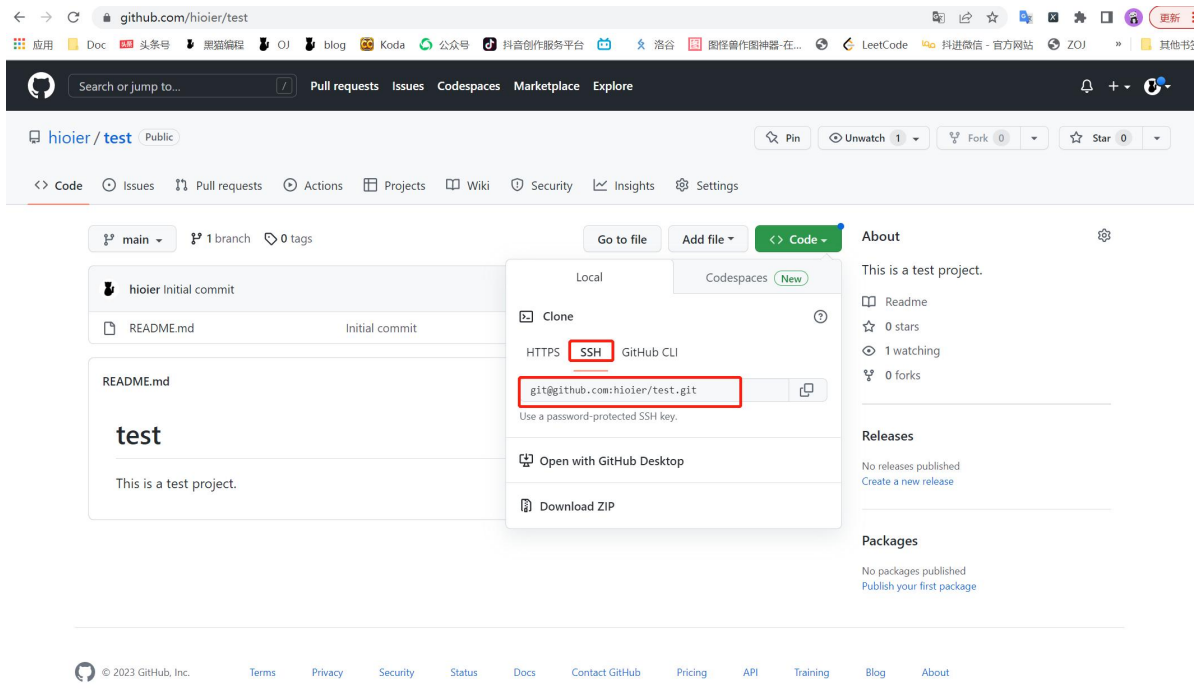 github.com/hioier/test
更新
应用 Doc 头条号 黑猫编程 OJ blog Koda 公众号 抖音创作服务平台 洛谷 图怪兽作图神器-在... LeetCode 抖进微信 - 官方网站 ZOJ » 其他书签
Search or jump to... / Pull requests Issues Codespaces Marketplace Explore
hioier / test Public Pin Unwatch 1 Fork 0 Star 0
Code Issues Pull requests Actions Projects Wiki Security Insights Settings
main 1 branch 0 tags Go to file Add file Code
hioier Initial commit
README.md Initial commit
README.md
test
This is a test project.
Local Codespaces New
Clone
HTTPS SSH GitHub CLI
git@github.com:hioier/test.git
Use a password-protected SSH key.
Open with GitHub Desktop
Download ZIP
About
This is a test project.
Readme
0 stars
1 watching
0 forks
Releases
No releases published
Create a new release
Packages
No packages published
Publish your first package
© 2023 GitHub, Inc. Terms Privacy Security Status Docs Contact GitHub Pricing API Training Blog About